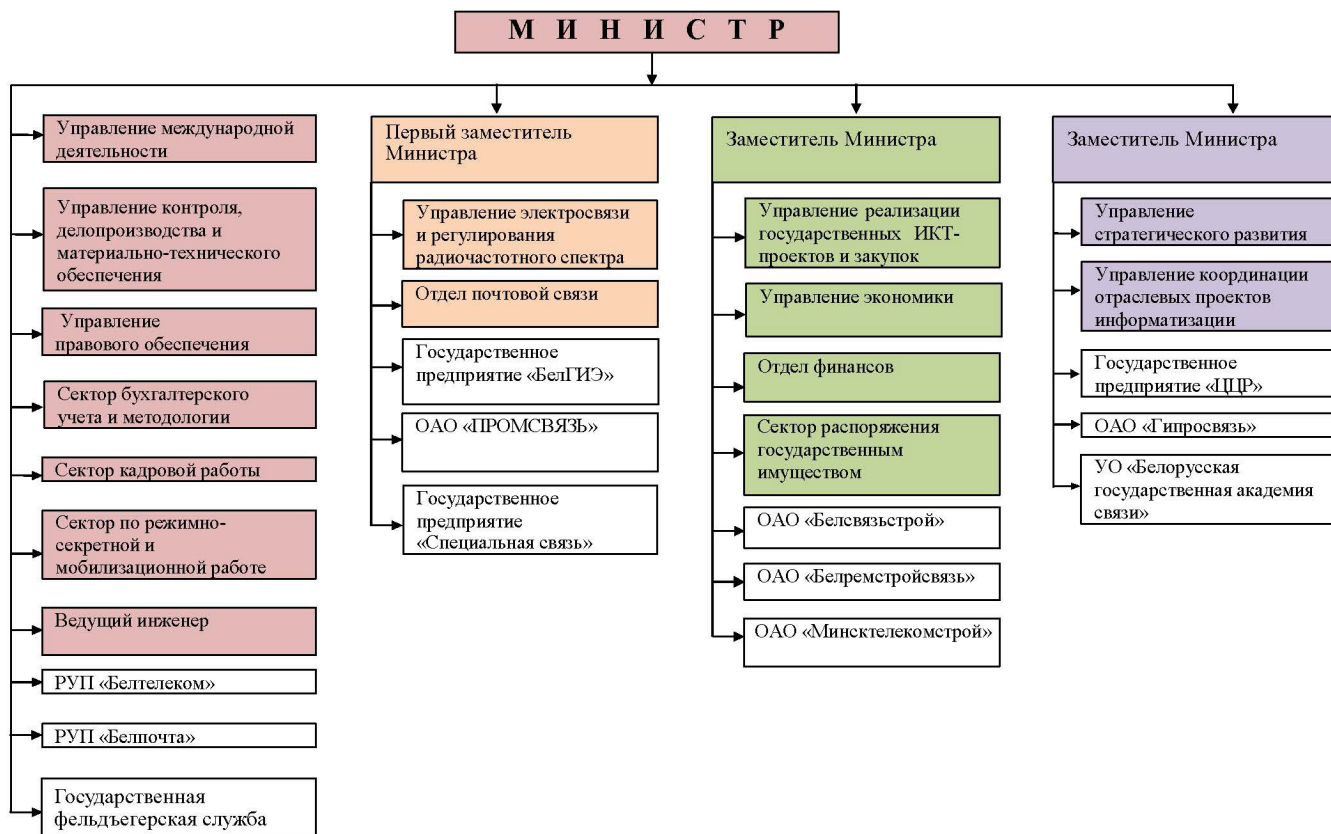 М И Н И С Т Р
Управление международной
деятельности
Управление контроля,
делопроизводства и
материально-технического
обеспечения
Управление
правового обеспечения
Сектор бухгалтерского
учета и методологии
Сектор кадровой работы
Сектор по режимно-
секретной и
мобилизационной работе
Ведущий инженер
РУП «Белтелеком»
РУП «Белпочта»
Государственная
фельдъегерская служба
Первый заместитель
Министра
Управление электросвязи
и регулирования
радиочастотного спектра
Отдел почтовой связи
Государственное
предприятие «БелГИЭ»
ОАО «ПРОМСВЯЗЬ»
Государственное
предприятие
«Специальная связь»
Заместитель Министра
Управление реализации
государственных ИКТ-
проектов и закупок
Управление экономики
Отдел финансов
Сектор распоряжения
государственным
имуществом
ОАО «Белсвязьстрой»
ОАО «Белремстройсвязь»
ОАО «Минсктелекомстрой»
Заместитель Министра
Управление
стратегического развития
Управление координации
отраслевых проектов
информатизации
Государственное
предприятие «ЦЦР»
ОАО «Гипросвязь»
УО «Белорусская
государственная академия
связи»